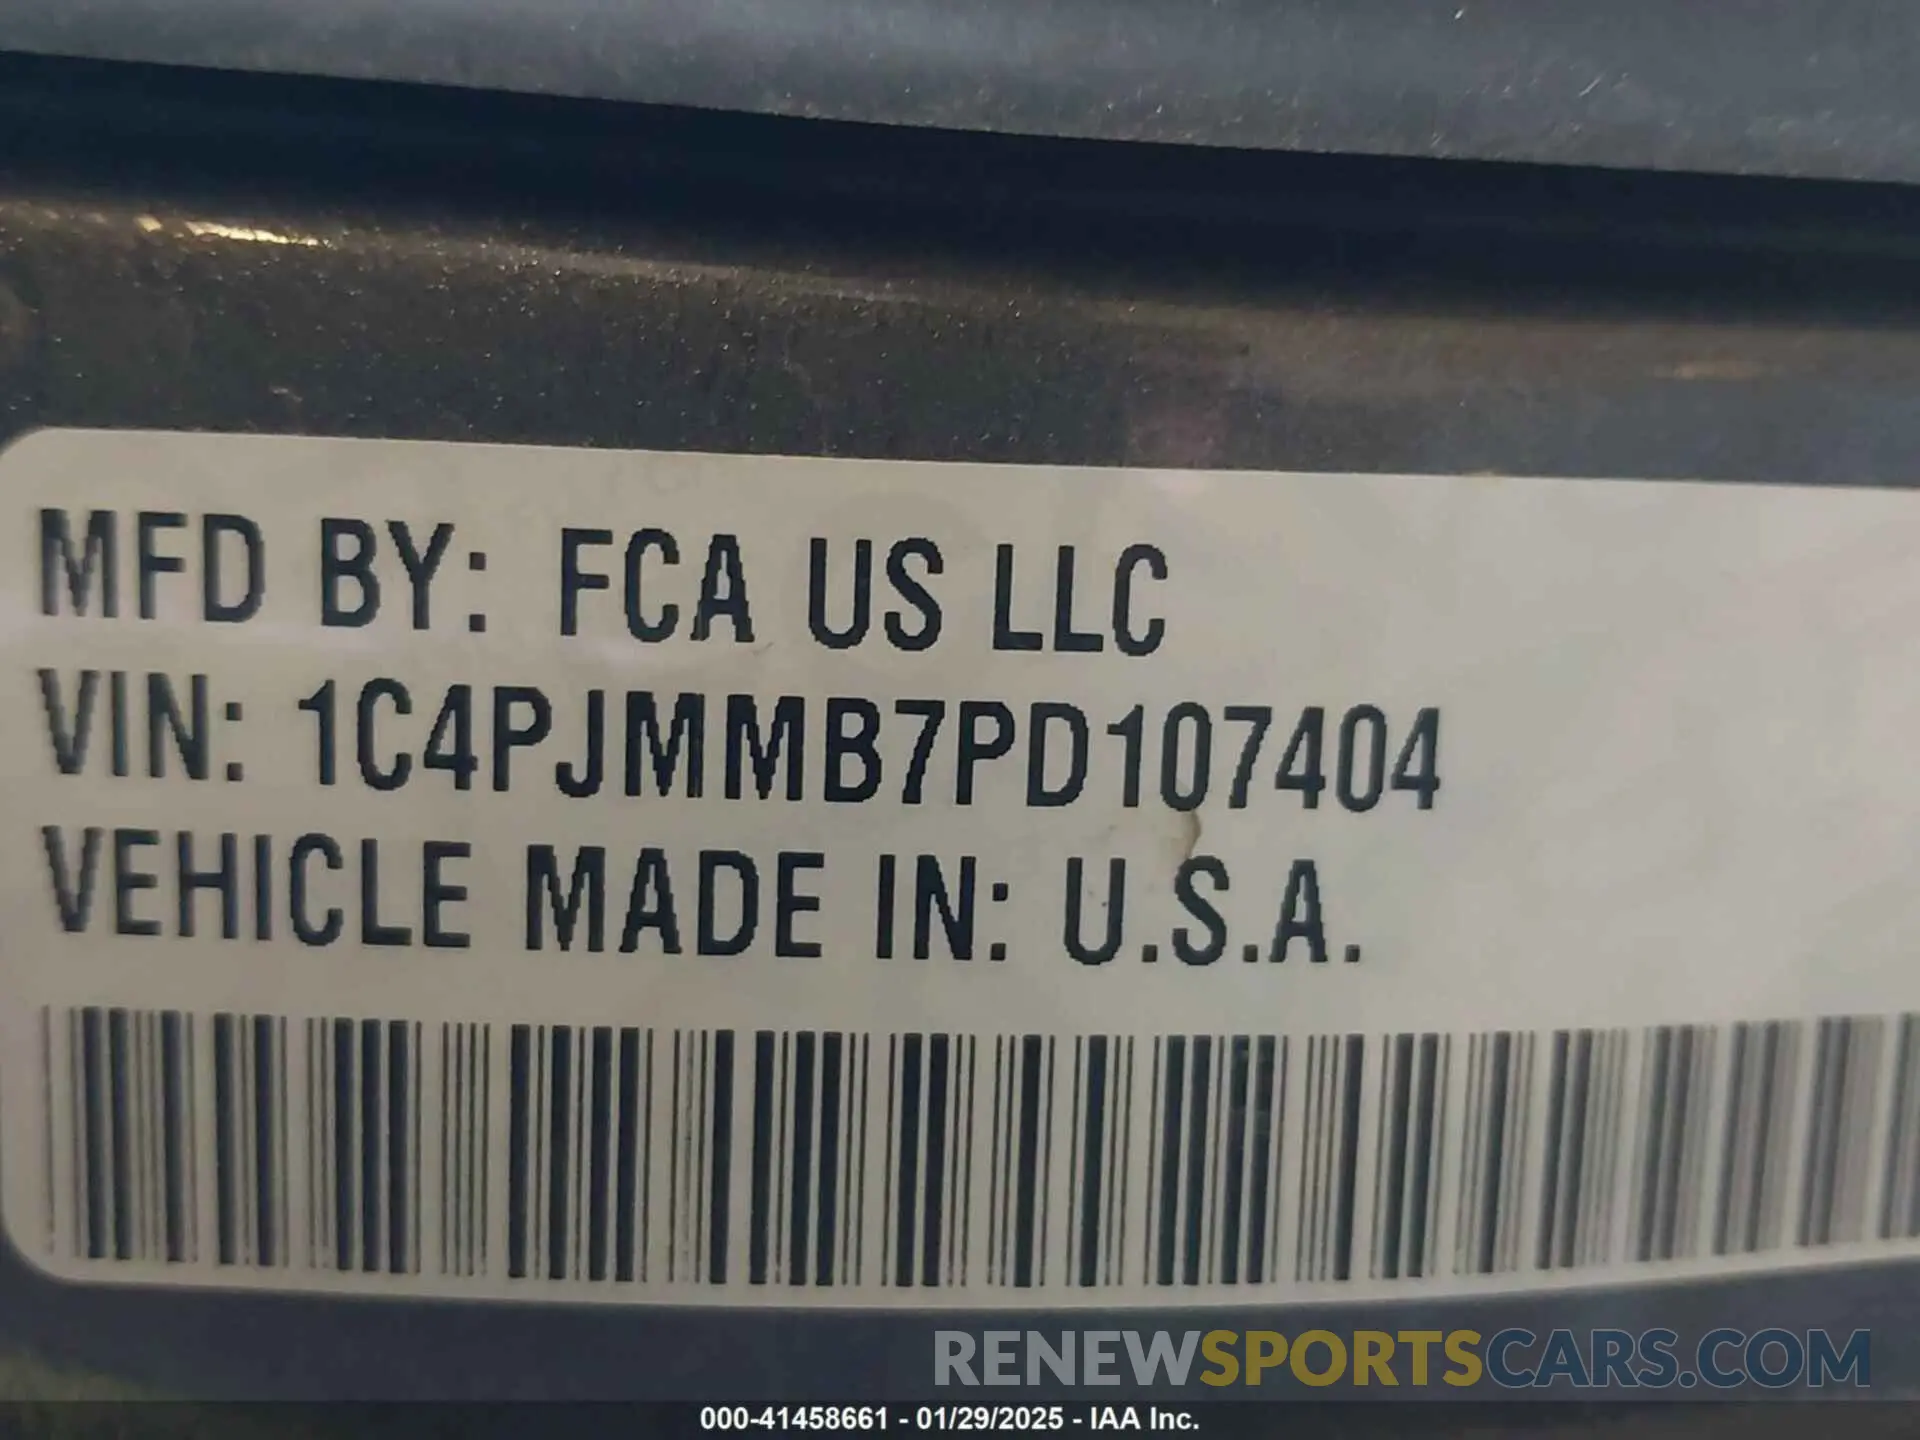 MFD BY: FCA US LLC
VIN: 1C4PJMMB7PD107404
VEHICLE MADE IN: U.S.A.
RENEWSPORTSCARS.COM
000-41458661 - 01/29/2025 - IAA Inc.